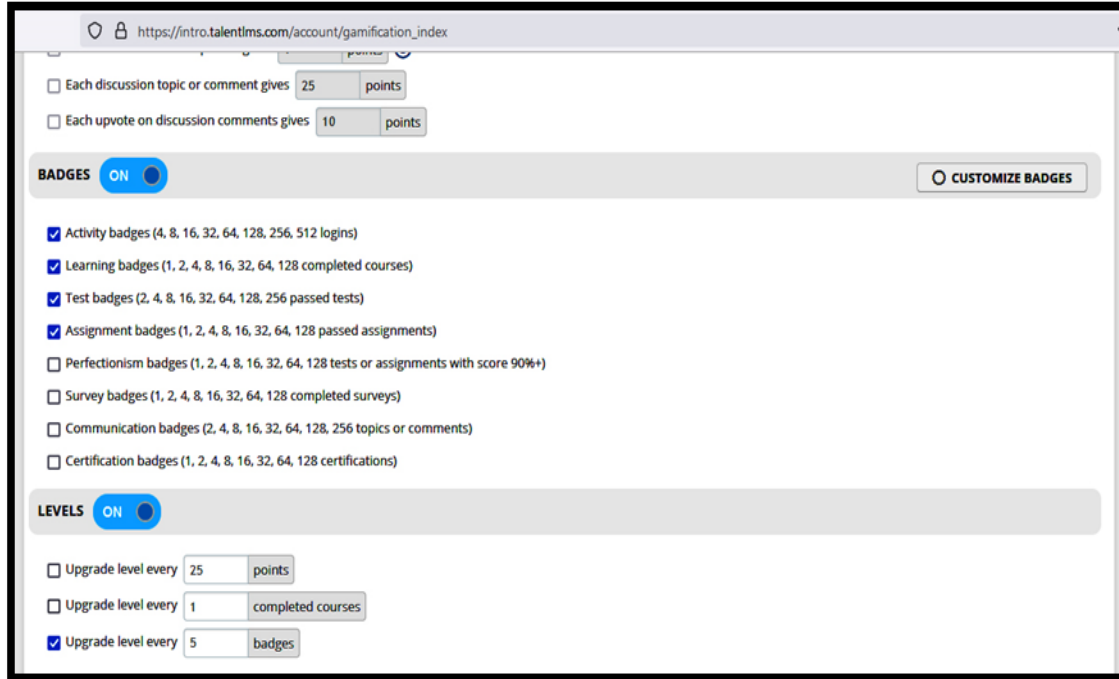 https://intro.talentlms.com/account/gamification_index
points
Each discussion topic or comment gives 25 points
Each upvote on discussion comments gives 10 points
BADGES ON CUSTOMIZE BADGES
Activity badges (4, 8, 16, 32, 64, 128, 256, 512 logins)
Learning badges (1, 2, 4, 8, 16, 32, 64, 128 completed courses)
Test badges (2, 4, 8, 16, 32, 64, 128, 256 passed tests)
Assignment badges (1, 2, 4, 8, 16, 32, 64, 128 passed assignments)
Perfectionism badges (1, 2, 4, 8, 16, 32, 64, 128 tests or assignments with score 90%+)
Survey badges (1, 2, 4, 8, 16, 32, 64, 128 completed surveys)
Communication badges (2, 4, 8, 16, 32, 64, 128, 256 topics or comments)
Certification badges (1, 2, 4, 8, 16, 32, 64, 128 certifications)
LEVELS ON
Upgrade level every 25 points
Upgrade level every 1 completed courses
Upgrade level every 5 badges